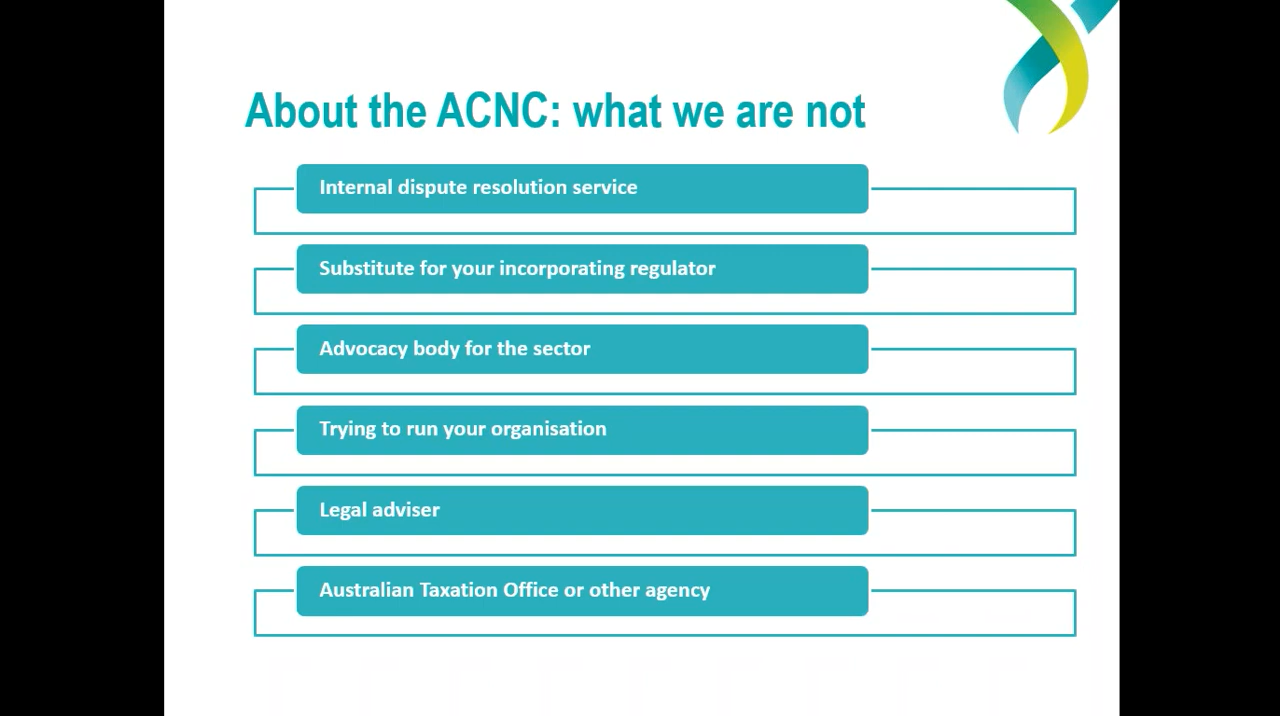 About the ACNC: what we are not
Internal dispute resolution service
Substitute for your incorporating regulator
Advocacy body for the sector
Trying to run your organisation
Legal adviser
Australian Taxation Office or other agency